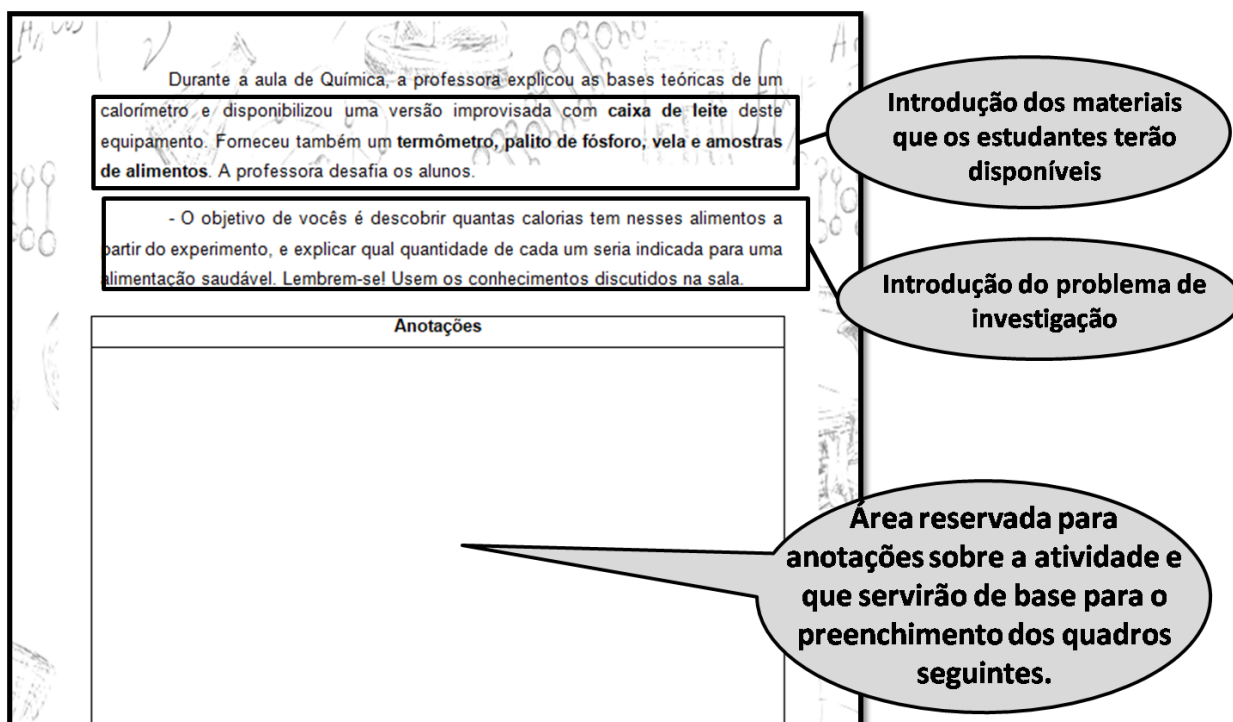 Durante a aula de Química, a professora explicou as bases teóricas de um
calorímetro e disponibilizou uma versão improvisada com caixa de leite deste
equipamento. Forneceu também um termômetro, palito de fósforo, vela e amostras
de alimentos. A professora desafia os alunos.
- O objetivo de vocês é descobrir quantas calorias tem nesses alimentos a
partir do experimento, e explicar qual quantidade de cada um seria indicada para uma
alimentação saudável. Lembrem-se! Usem os conhecimentos discutidos na sala.
Anotações
Introdução dos materiais
que os estudantes terão
disponíveis
Introdução do problema de
investigação
Área reservada para
anotações sobre a atividade e
que servirão de base para o
preenchimento dos quadros
seguintes.